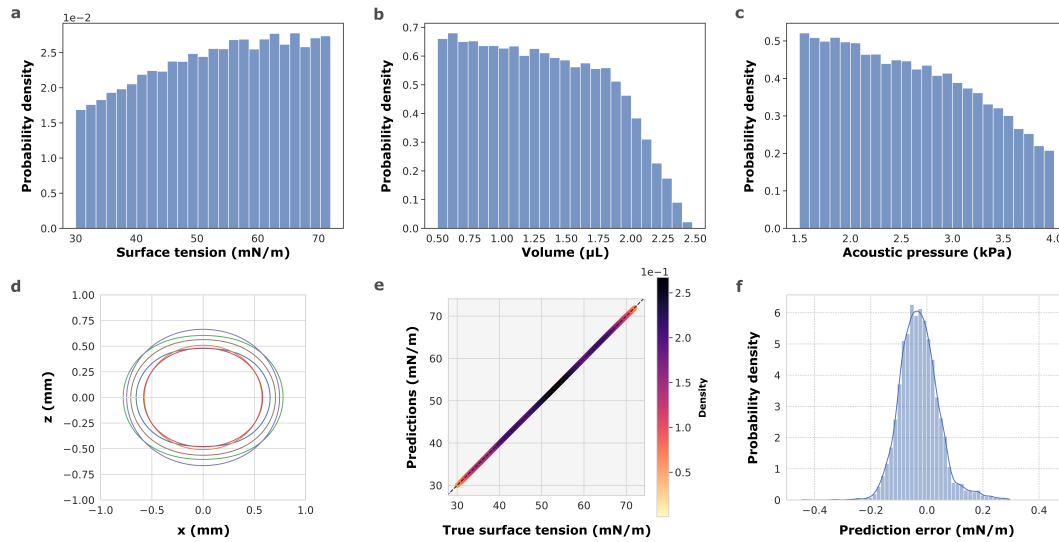 a
1e−2
Probability density
2.5
2.0
1.5
1.0
0.5
0.0
30 40 50 60 70
Surface tension (mN/m)
b
Probability density
0.7
0.6
0.5
0.4
0.3
0.2
0.1
0.0
0.50 0.75 1.00 1.25 1.50 1.75 2.00 2.25 2.50
Volume (µL)
c
Probability density
0.5
0.4
0.3
0.2
0.1
0.0
1.5 2.0 2.5 3.0 3.5 4.0
Acoustic pressure (kPa)
d
z (mm)
1.00
0.75
0.50
0.25
0.00
−0.25
−0.50
−0.75
−1.00
−1.0 −0.5 0.0 0.5 1.0
x (mm)
e
Predictions (mN/m)
70
60
50
40
30
30 40 50 60 70
True surface tension (mN/m)
1e−1
2.5
2.0
1.5
1.0
0.5
Density
f
Probability density
6
5
4
3
2
1
0
−0.4 −0.2 0.0 0.2 0.4
Prediction error (mN/m)